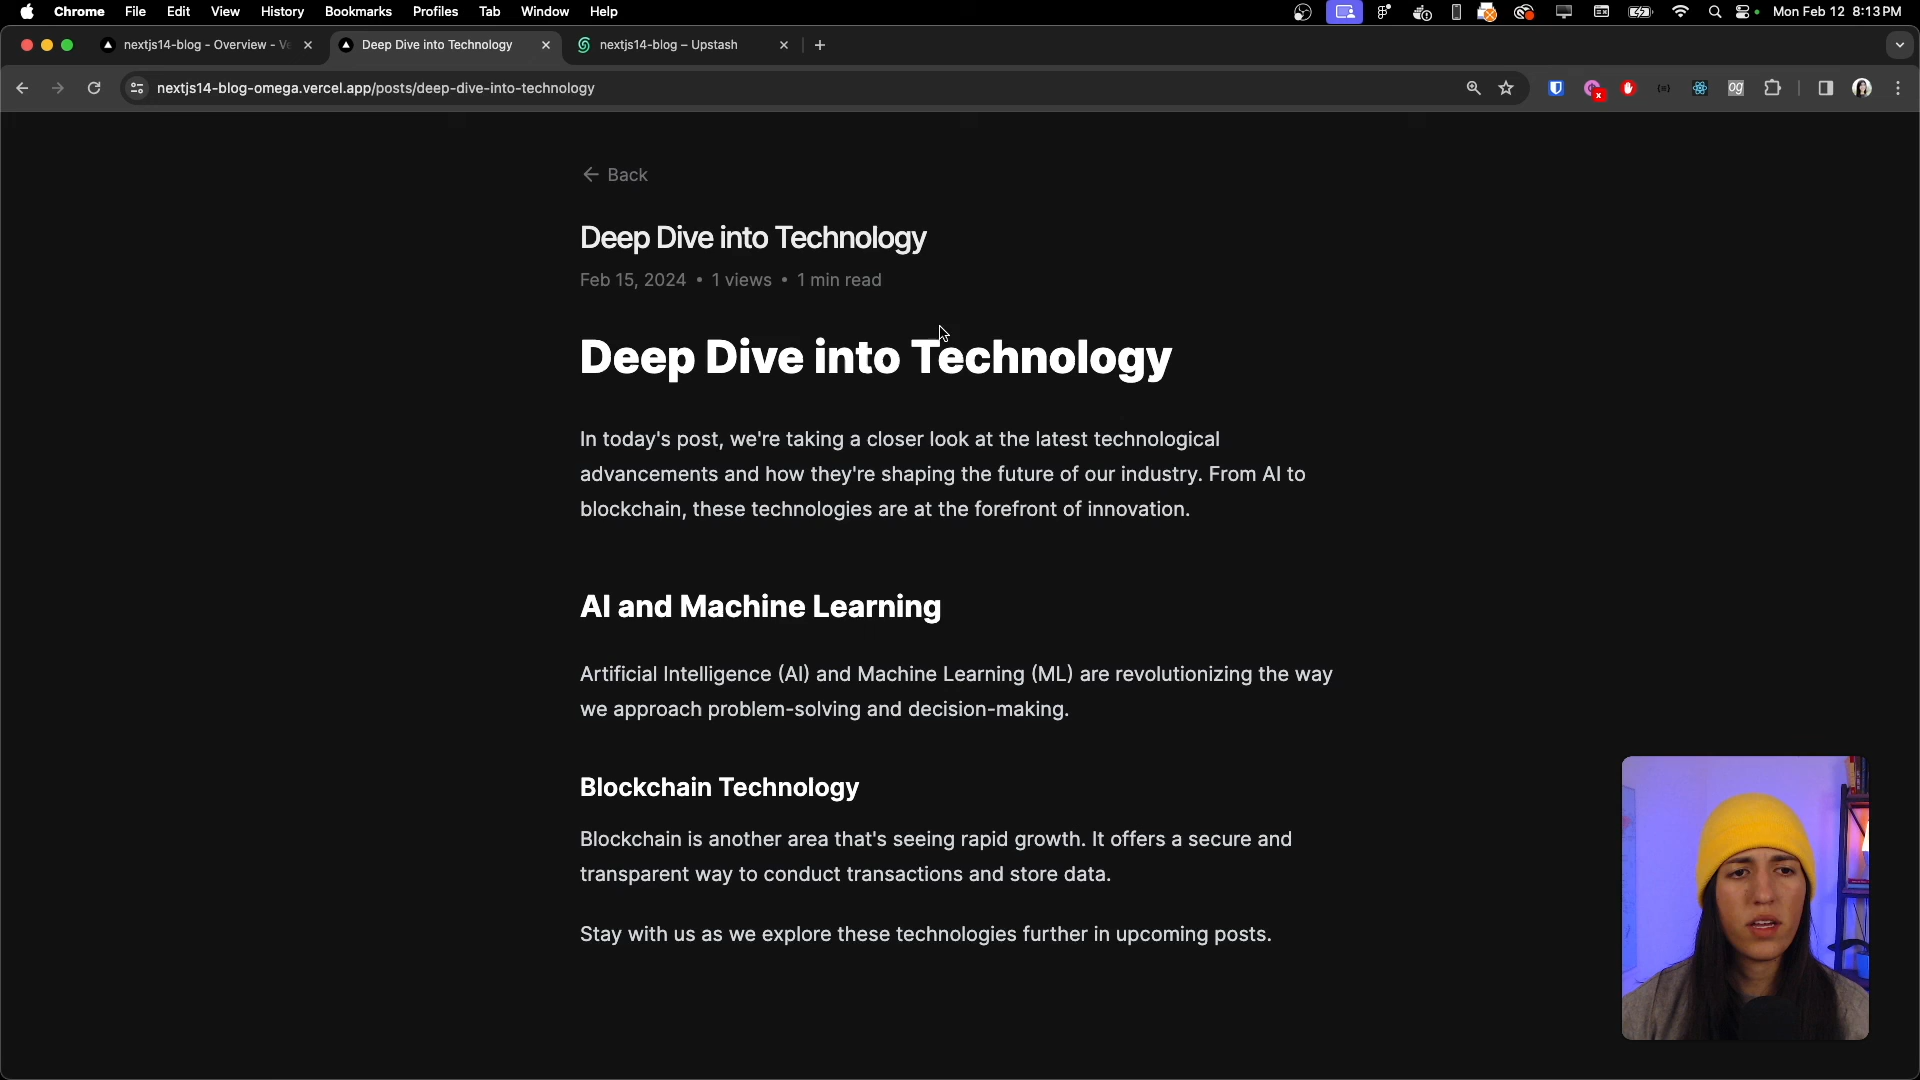 Chrome File Edit View History Bookmarks Profiles Tab Window Help
Mon Feb 12 8:13 PM
nextjs14-blog - Overview - Ve
Deep Dive into Technology
nextjs14-blog – Upstash
nextjs14-blog-omega.vercel.app/posts/deep-dive-into-technology
og
x
← Back
Deep Dive into Technology
Feb 15, 2024 • 1 views • 1 min read
Deep Dive into Technology
In today's post, we're taking a closer look at the latest technological
advancements and how they're shaping the future of our industry. From AI to
blockchain, these technologies are at the forefront of innovation.
AI and Machine Learning
Artificial Intelligence (AI) and Machine Learning (ML) are revolutionizing the way
we approach problem-solving and decision-making.
Blockchain Technology
Blockchain is another area that's seeing rapid growth. It offers a secure and
transparent way to conduct transactions and store data.
Stay with us as we explore these technologies further in upcoming posts.